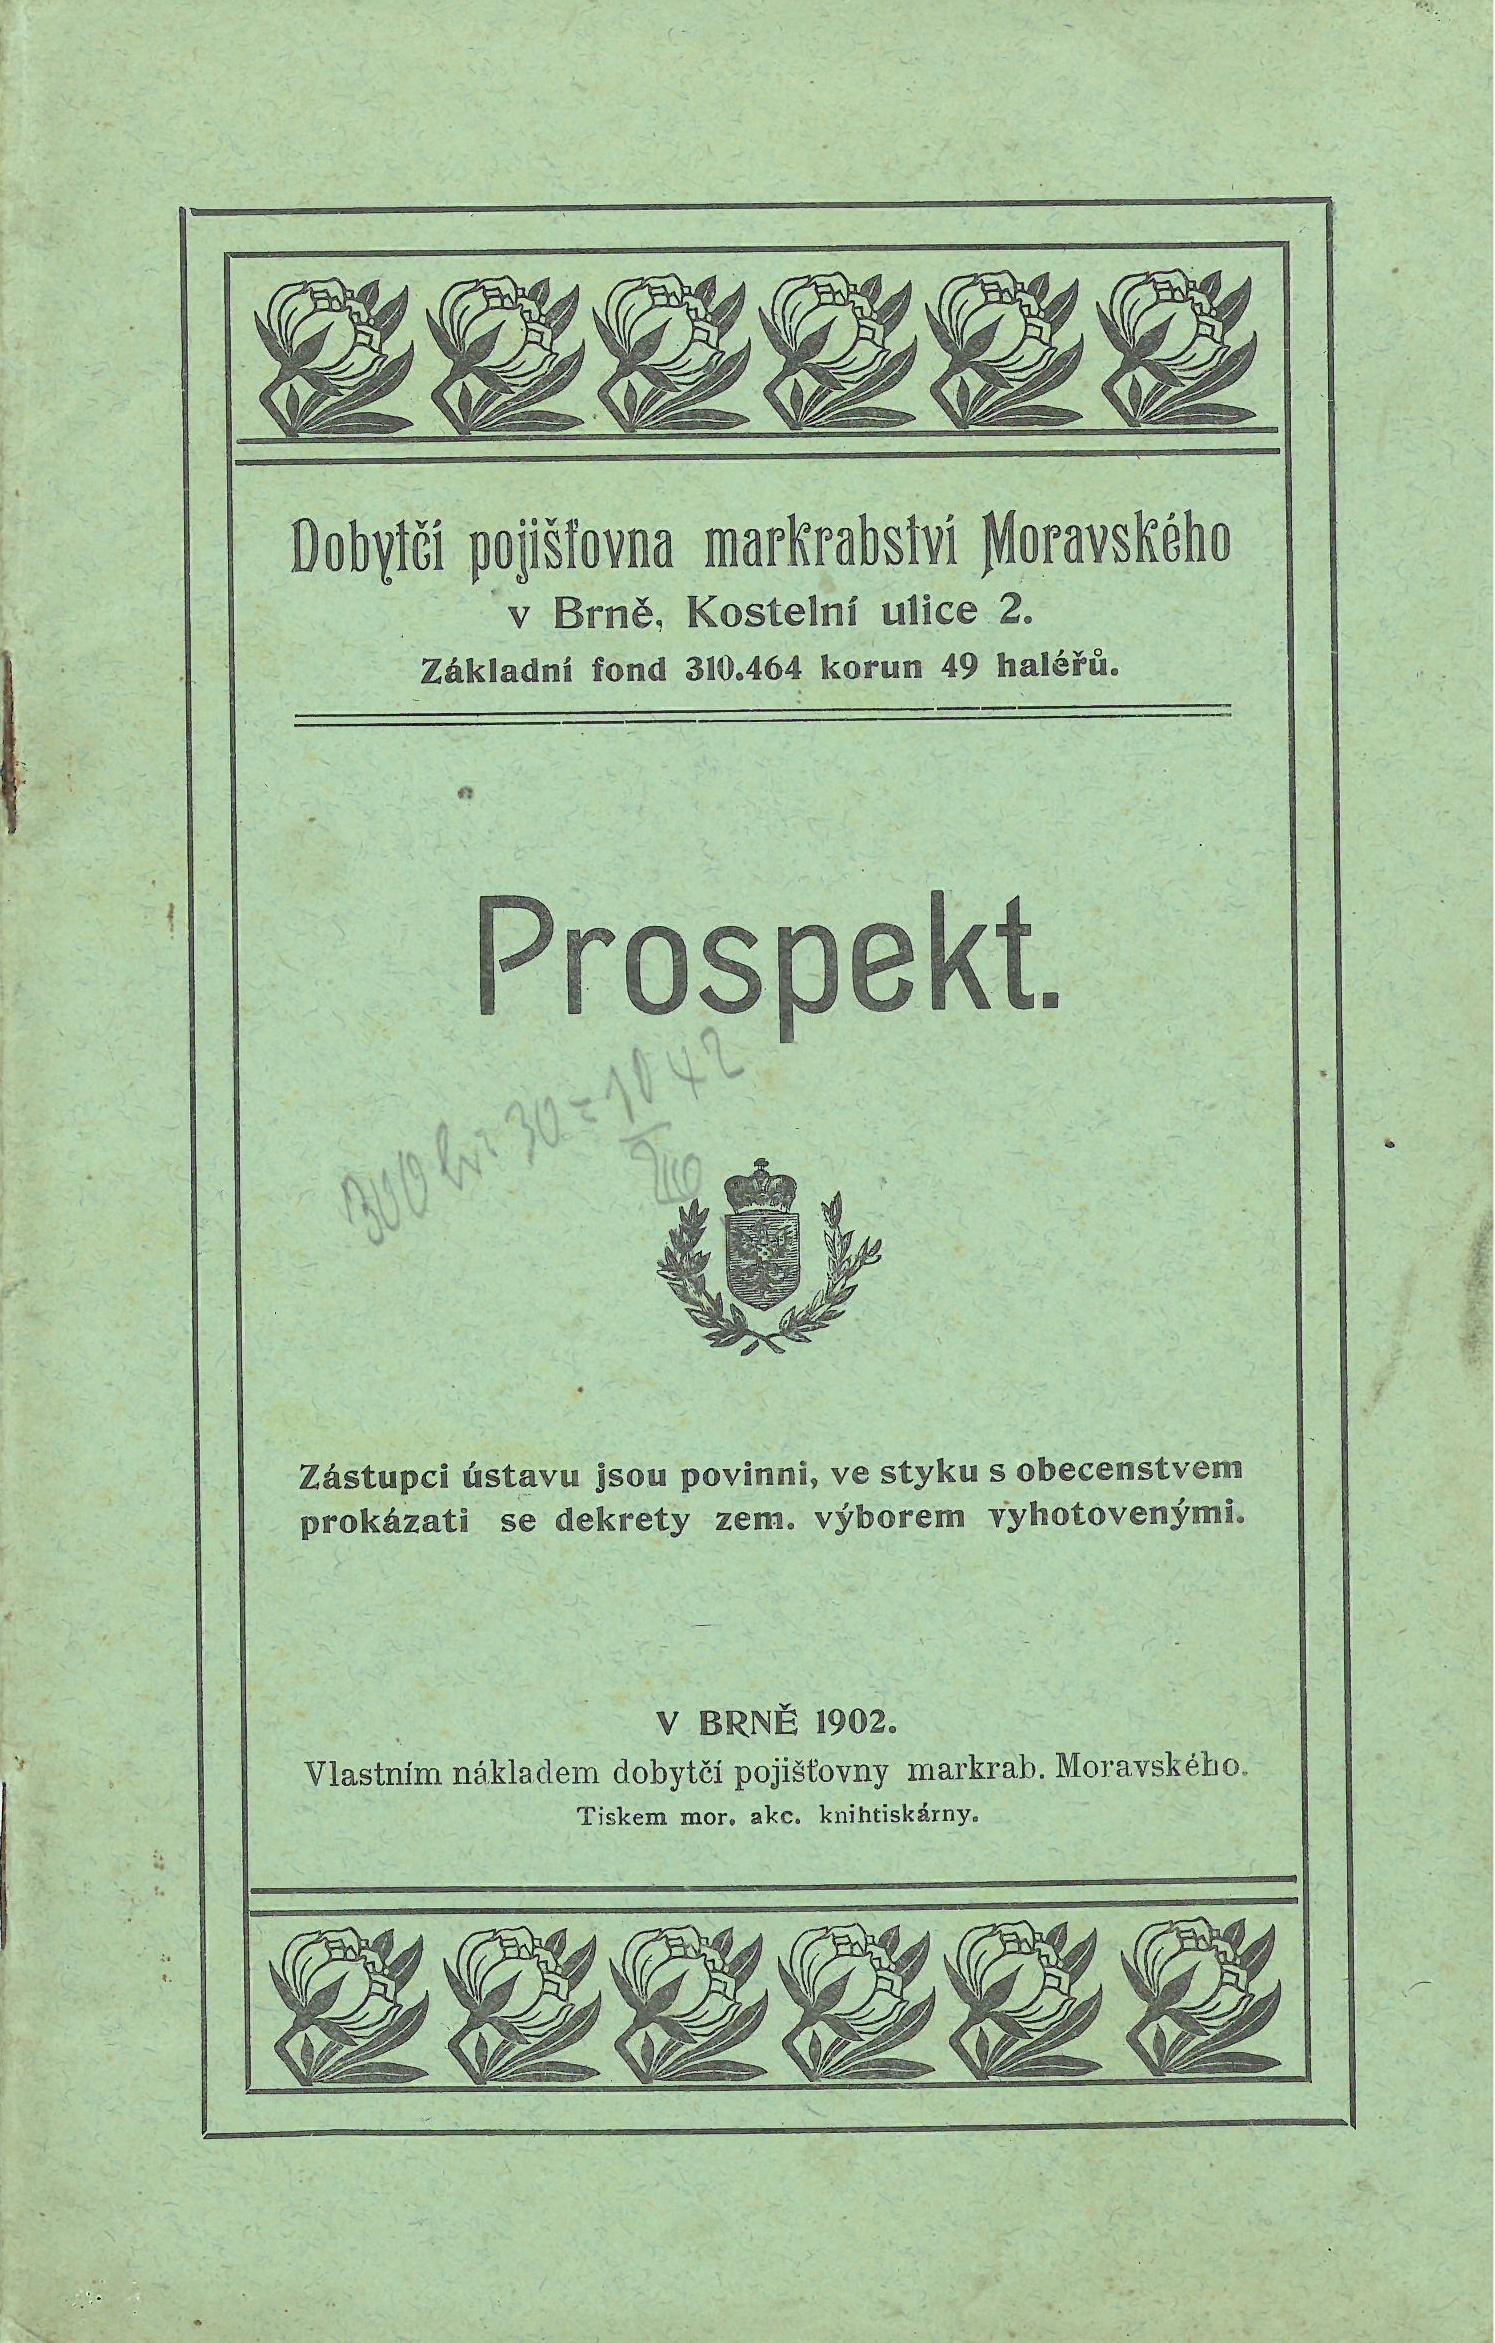 Dobytčí pojišťovna markrabství Moravského
v Brně, Kostelní ulice 2.
Základní fond 310.464 korun 49 haléřů.
Prospekt.
30 = 1042
Zástupci ústavu jsou povinni, ve styku s obecenstvem
prokázati se dekrety zem. výborem vyhotovenými.
V BRNĚ 1902.
Vlastním nákladem dobytčí pojišťovny markrab. Moravského.
Tiskem mor. akc. knihtiskárny.